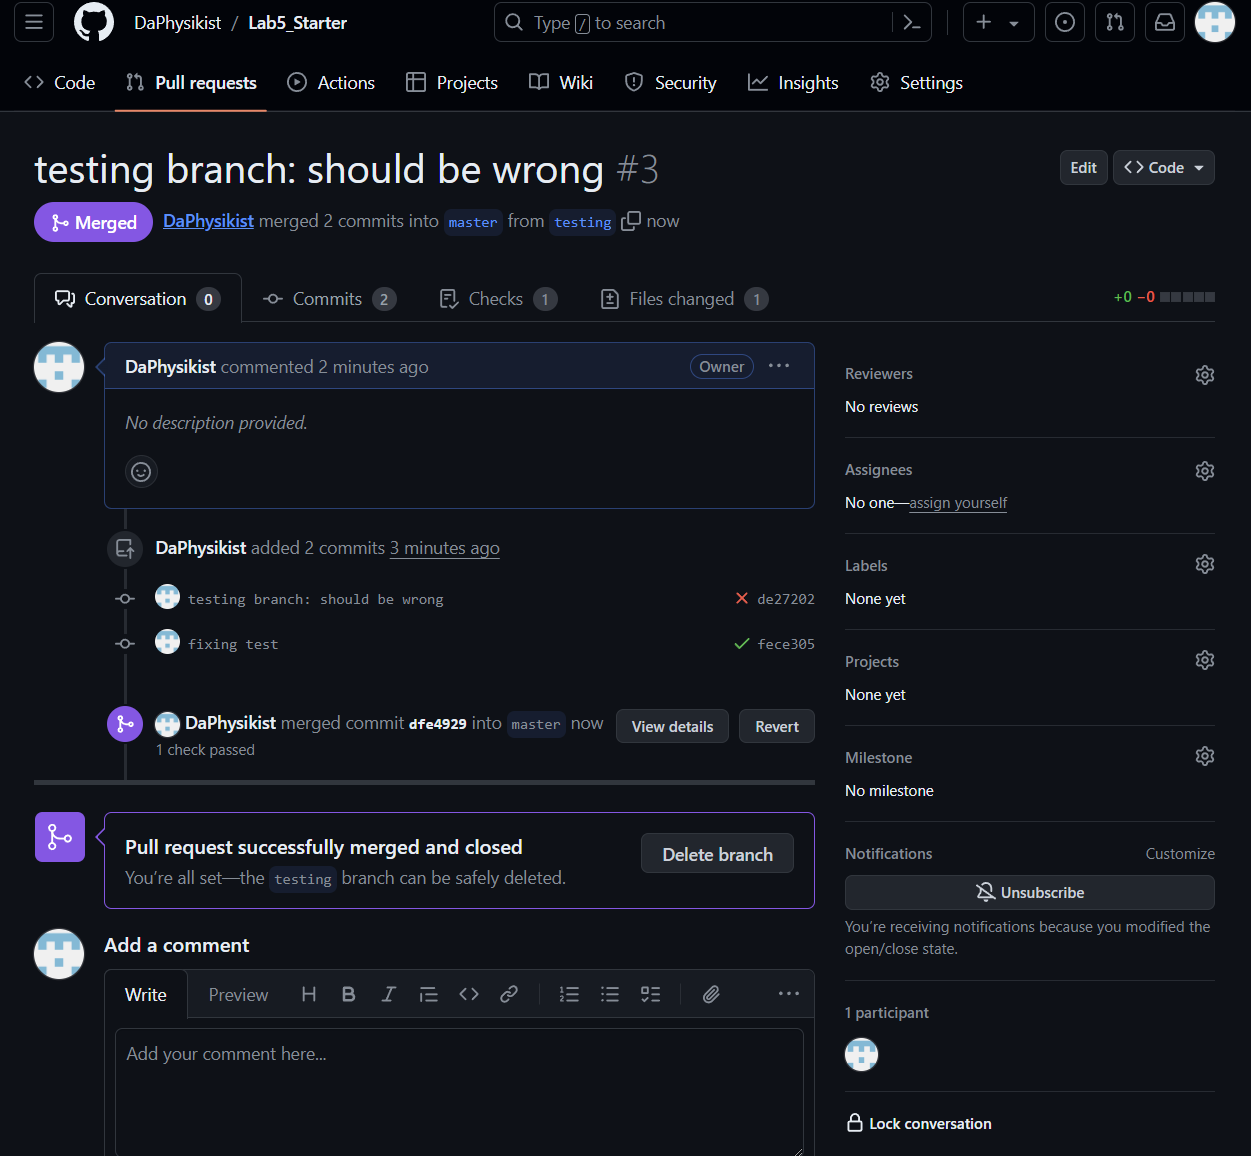 DaPhysikist / Lab5_Starter
Type / to search
Code
Pull requests
Actions
Projects
Wiki
Security
Insights
Settings
testing branch: should be wrong #3
Edit
Code
Merged
DaPhysikist merged 2 commits into master from testing now
Conversation 0
Commits 2
Checks 1
Files changed 1
+0 −0
DaPhysikist commented 2 minutes ago
Owner
No description provided.
DaPhysikist added 2 commits 3 minutes ago
testing branch: should be wrong
de27202
fixing test
fece305
DaPhysikist merged commit dfe4929 into master now
1 check passed
View details
Revert
Pull request successfully merged and closed
You're all set—the testing branch can be safely deleted.
Delete branch
Add a comment
Write
Preview
Add your comment here...
Reviewers
No reviews
Assignees
No one—assign yourself
Labels
None yet
Projects
None yet
Milestone
No milestone
Notifications
Customize
Unsubscribe
You're receiving notifications because you modified the
open/close state.
1 participant
Lock conversation